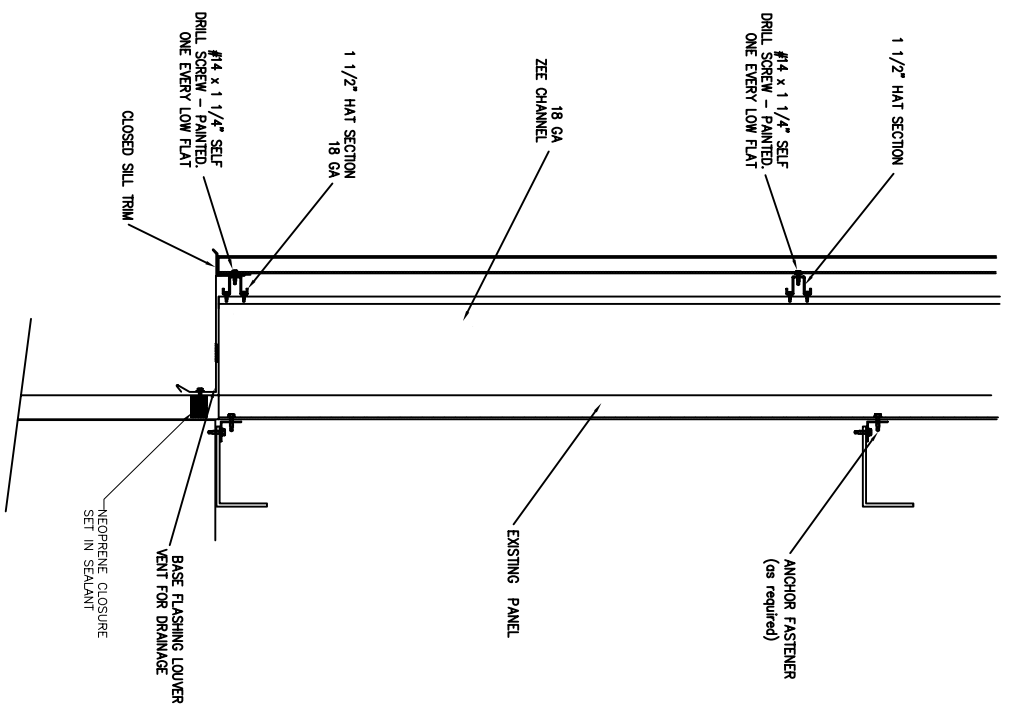 1 1/2" HAT SECTION
#14 x 1 1/4" SELF
DRILL SCREW - PAINTED.
ONE EVERY LOW FLAT
18 GA
ZEE CHANNEL
1 1/2" HAT SECTION
18 GA
#14 x 1 1/4" SELF
DRILL SCREW - PAINTED.
ONE EVERY LOW FLAT
CLOSED SILL TRIM
ANCHOR FASTENER
(as required)
EXISTING PANEL
BASE FLASHING LOUVER
VENT FOR DRAINAGE
NEOPRENE CLOSURE
SET IN SEALANT